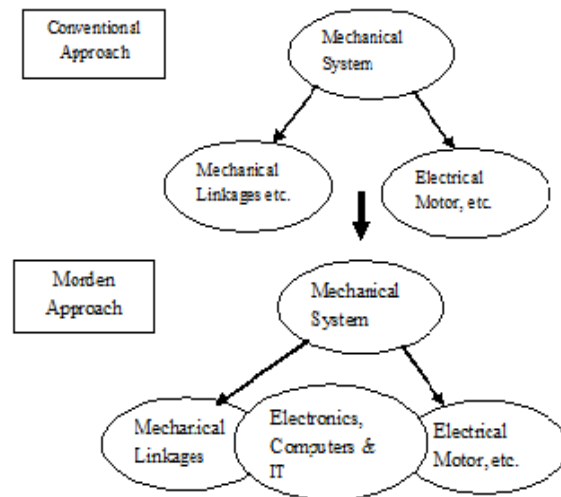 Conventional
Approach
Mechanical
System
Mechanical
Linkages etc.
Electrical
Motor, etc.
Morden
Approach
Mechanical
System
Mechanical
Linkages
Electronics,
Computers &
IT
Electrical
Motor, etc.